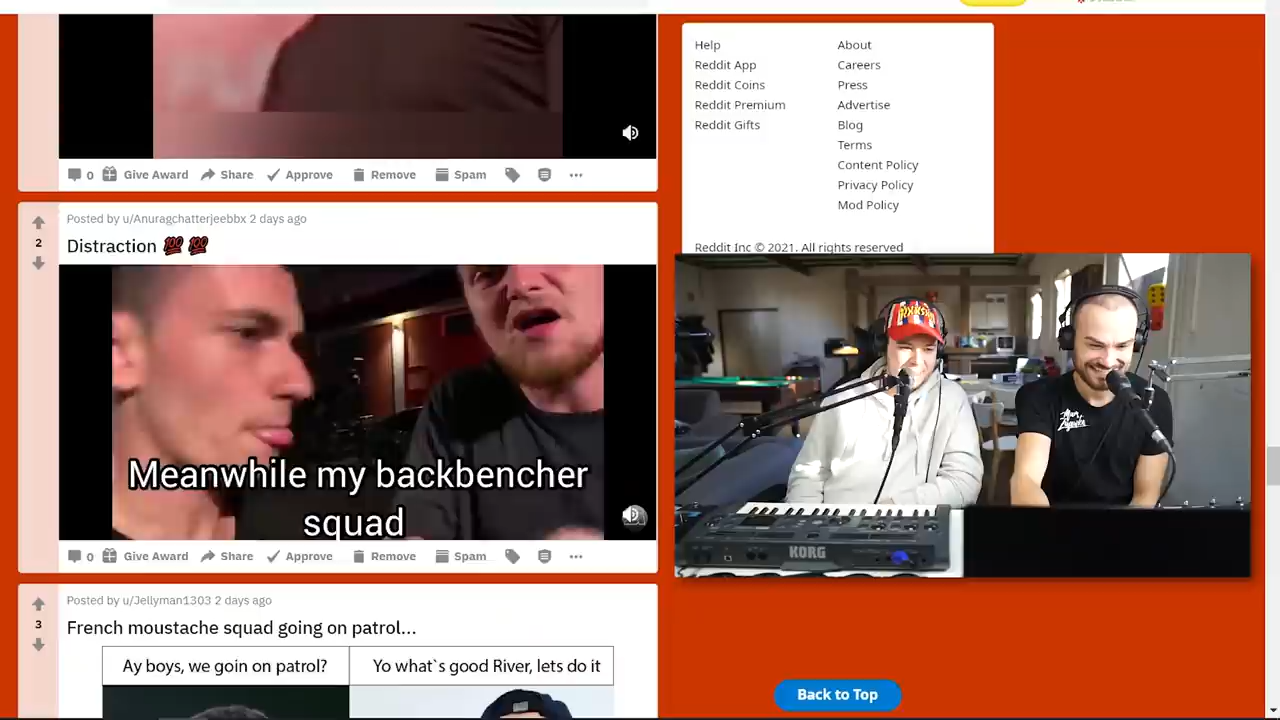 0 Give Award Share Approve Remove Spam
Posted by u/Anuragchatterjeebbx 2 days ago
2
Distraction 💯 💯
Meanwhile my backbencher
squad
0 Give Award Share Approve Remove Spam
Posted by u/Jellyman1303 2 days ago
3
French moustache squad going on patrol...
Ay boys, we goin on patrol?
Yo what`s good River, lets do it
Help
Reddit App
Reddit Coins
Reddit Premium
Reddit Gifts
About
Careers
Press
Advertise
Blog
Terms
Content Policy
Privacy Policy
Mod Policy
Reddit Inc © 2021. All rights reserved
KORG
Back to Top